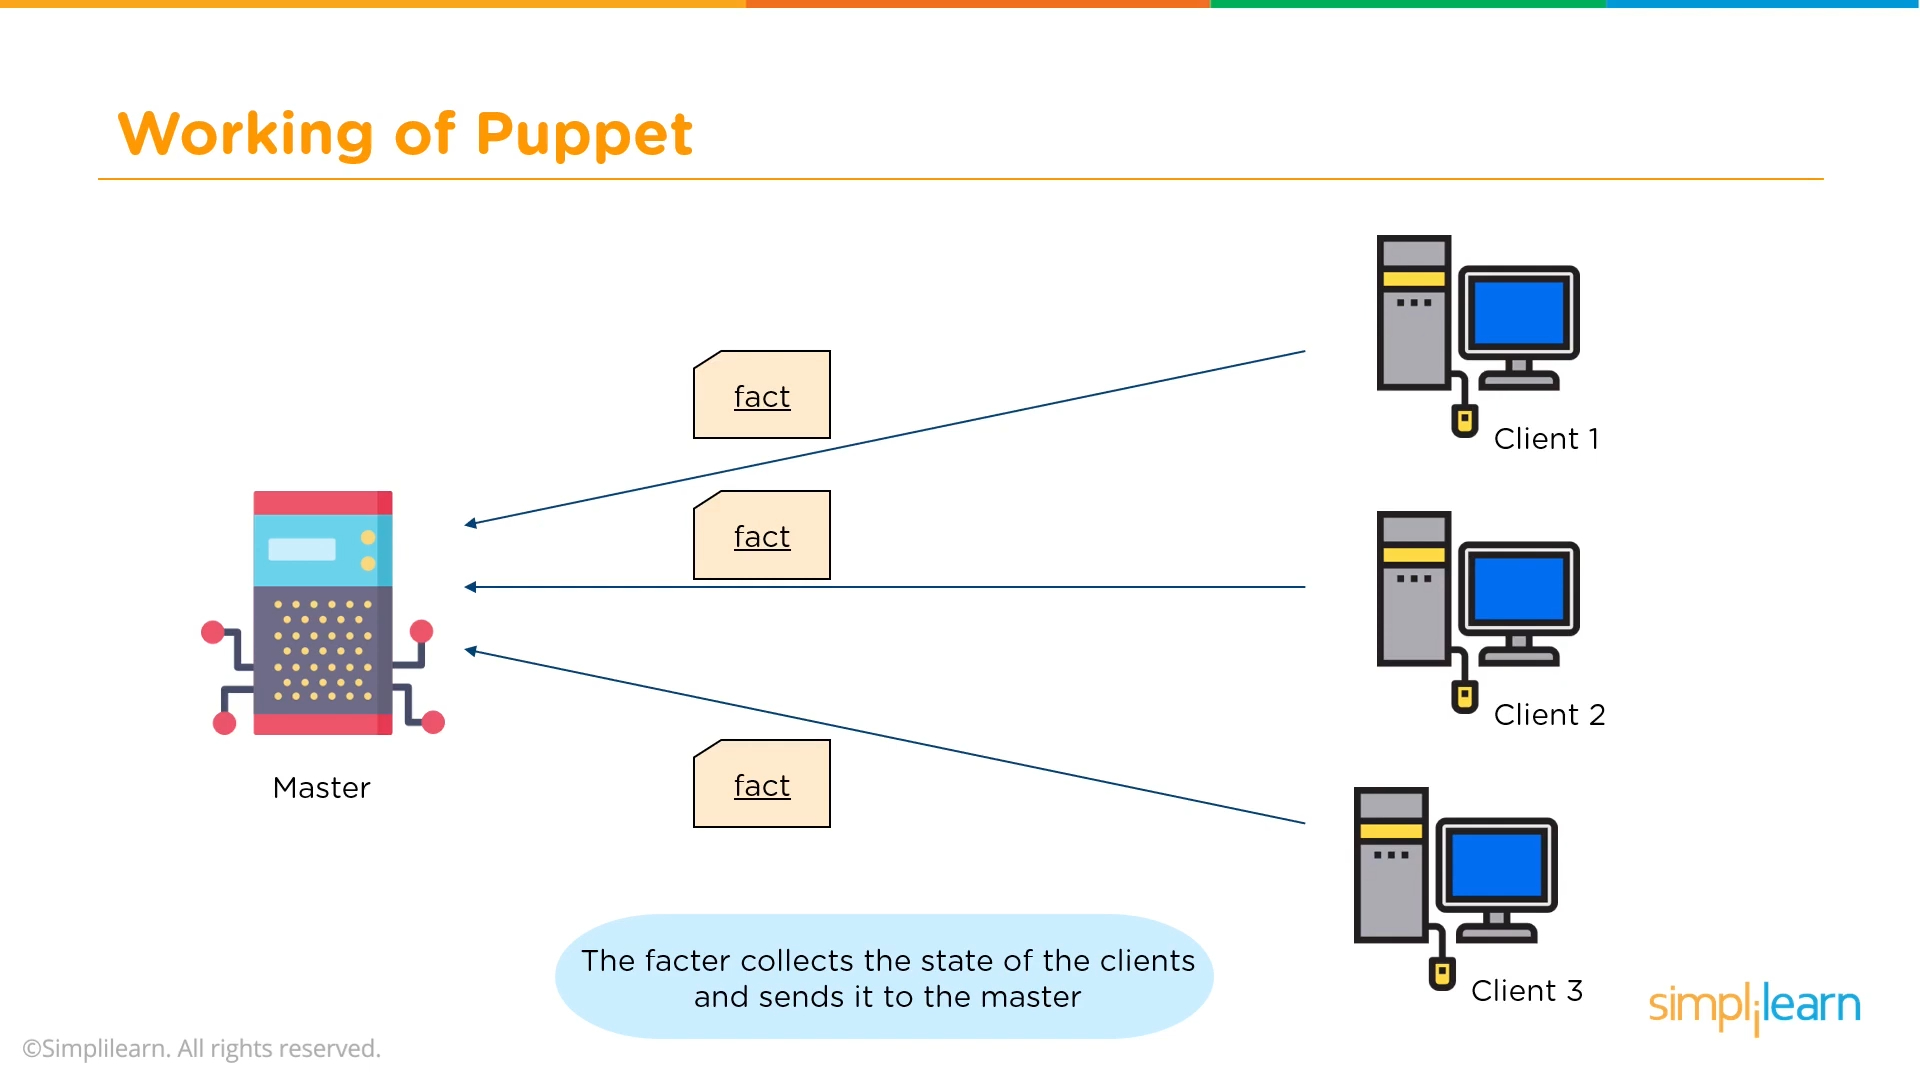 Working of Puppet
fact
Client 1
fact
Client 2
Master
fact
Client 3
The facter collects the state of the clients
and sends it to the master
simplilearn
©Simplilearn. All rights reserved.